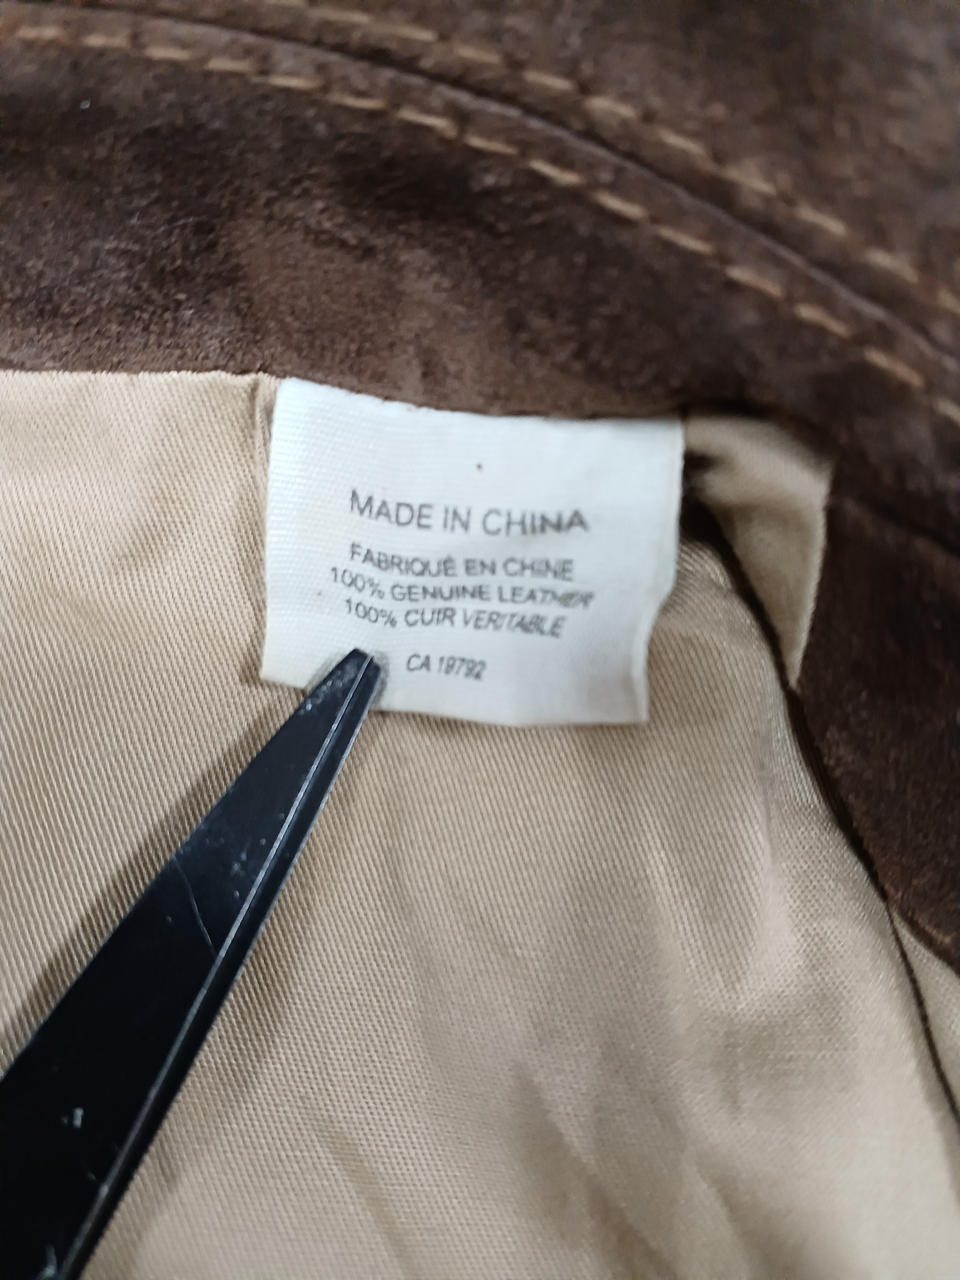 MADE IN CHINA
FABRIQUÉ EN CHINE
100% GENUINE LEATHER
100% CUIR VERITABLE
CA 19792